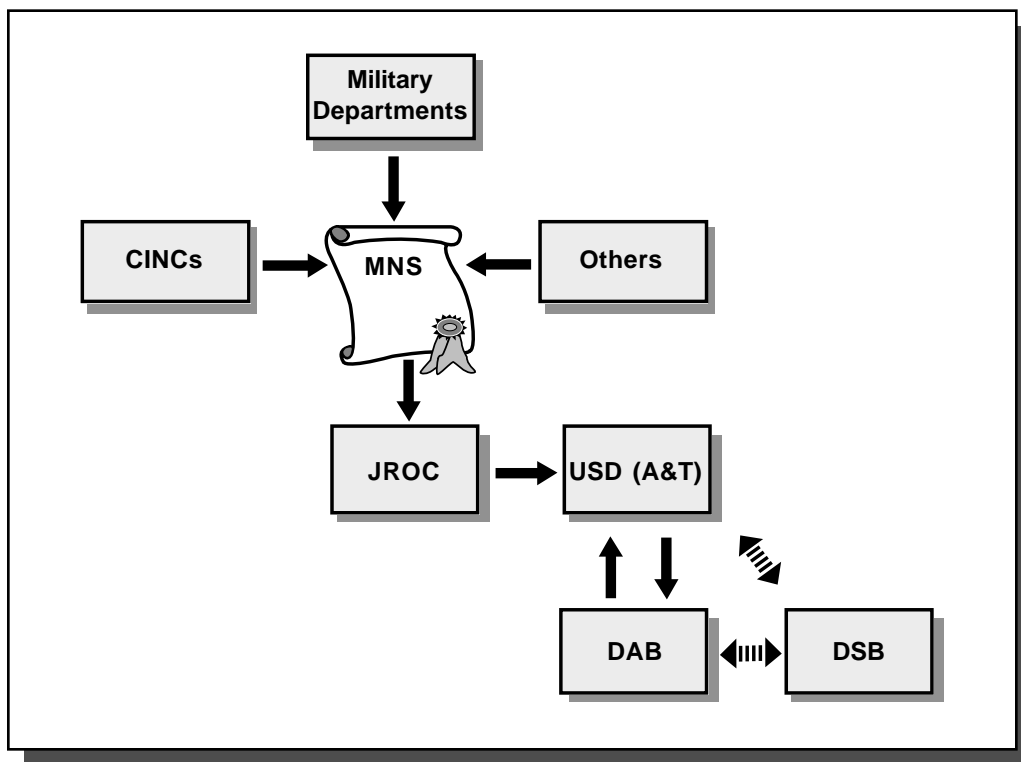 Military
Departments
CINCs
MNS
Others
JROC
USD (A&T)
DAB
DSB